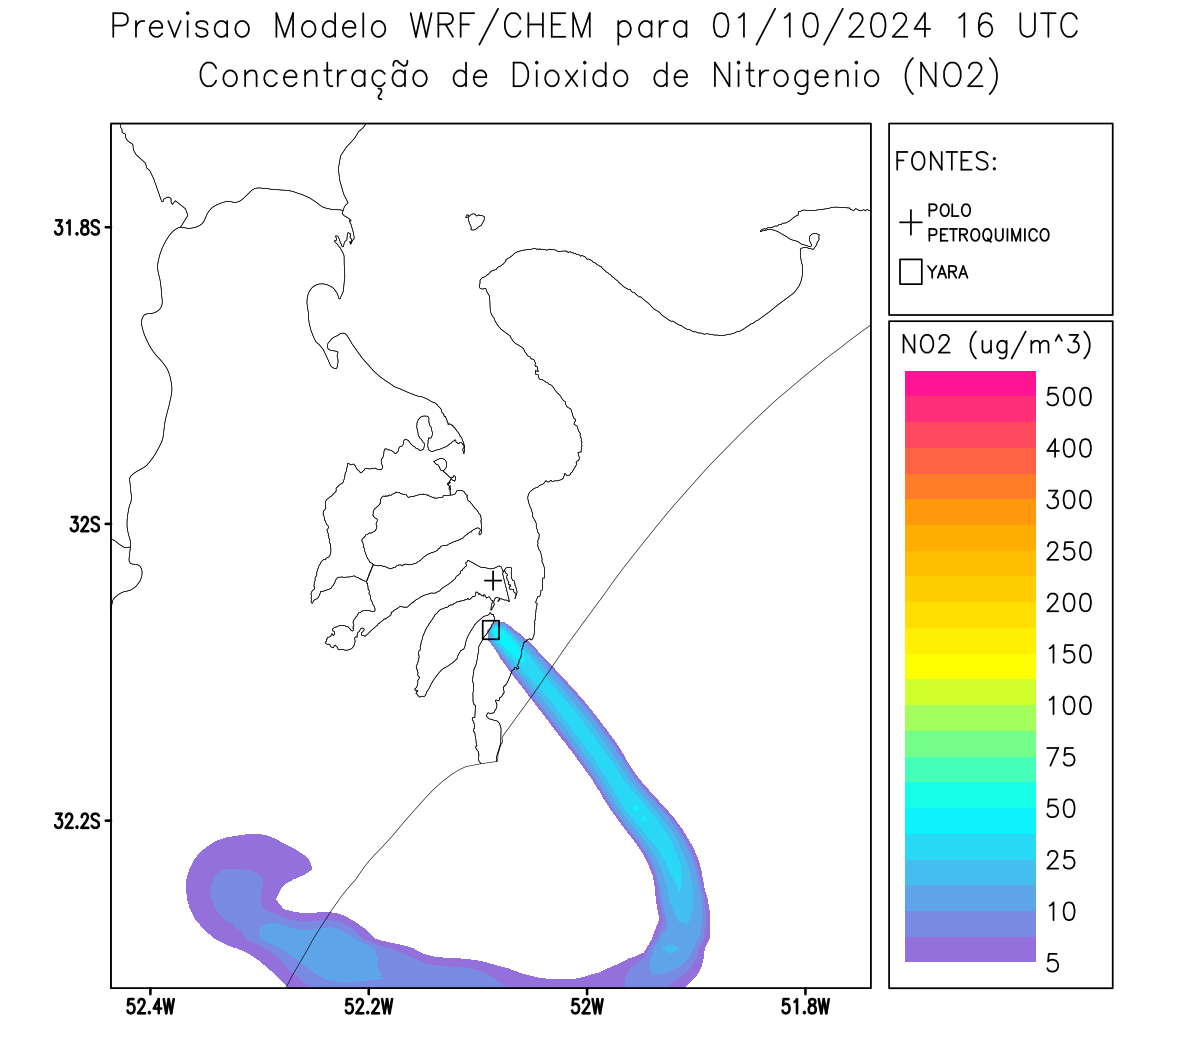 Previsao Modelo WRF/CHEM para 01/10/2024 16 UTC
Concentração de Dioxido de Nitrogenio (NO2)
FONTES:
POLO
PETROQUIMICO
YARA
NO2 (ug/m^3)
500
400
300
250
200
150
100
75
50
25
10
5
31.8S
32S
32.2S
52.4W
52.2W
52W
51.8W